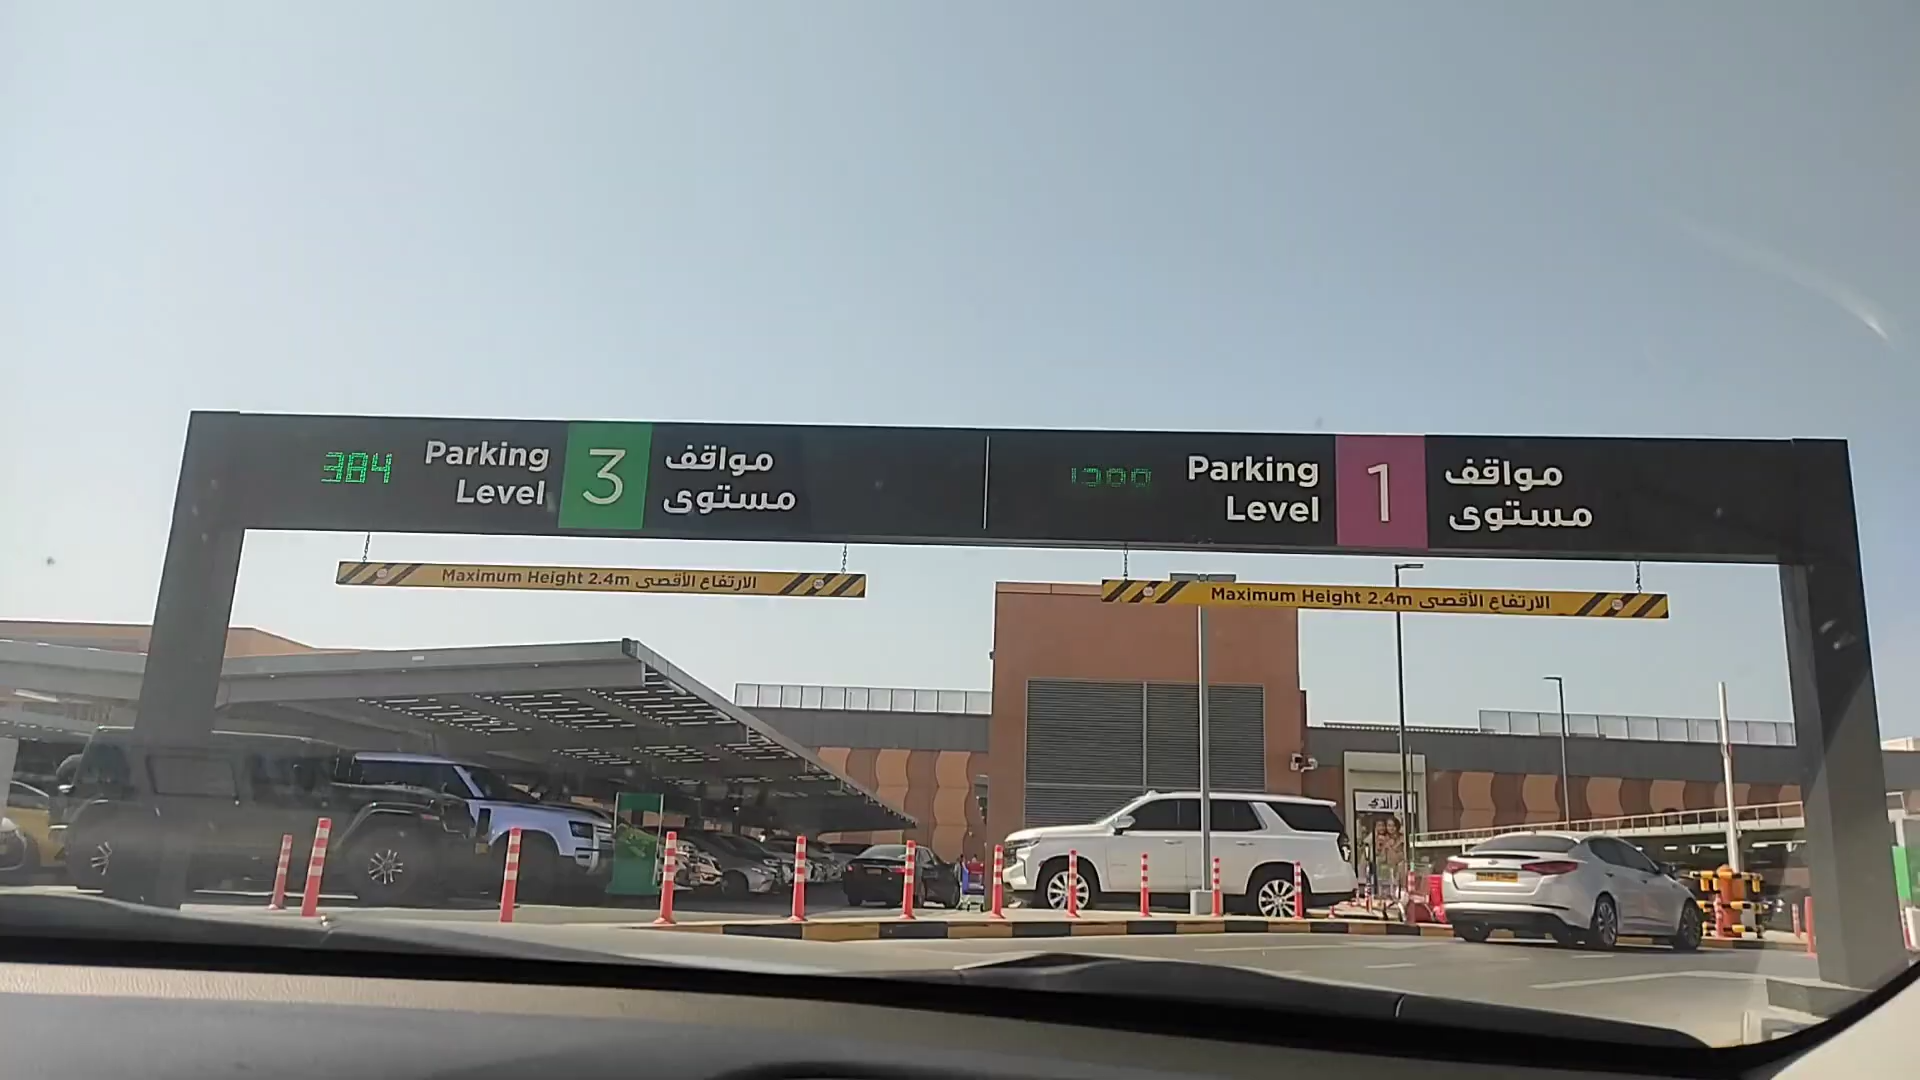 384
Parking
Level
3
مواقف
مستوى
Parking
Level
1
مواقف
مستوى
Maximum Height 2.4m الارتفاع الأقصى
Maximum Height 2.4m الارتفاع الأقصى